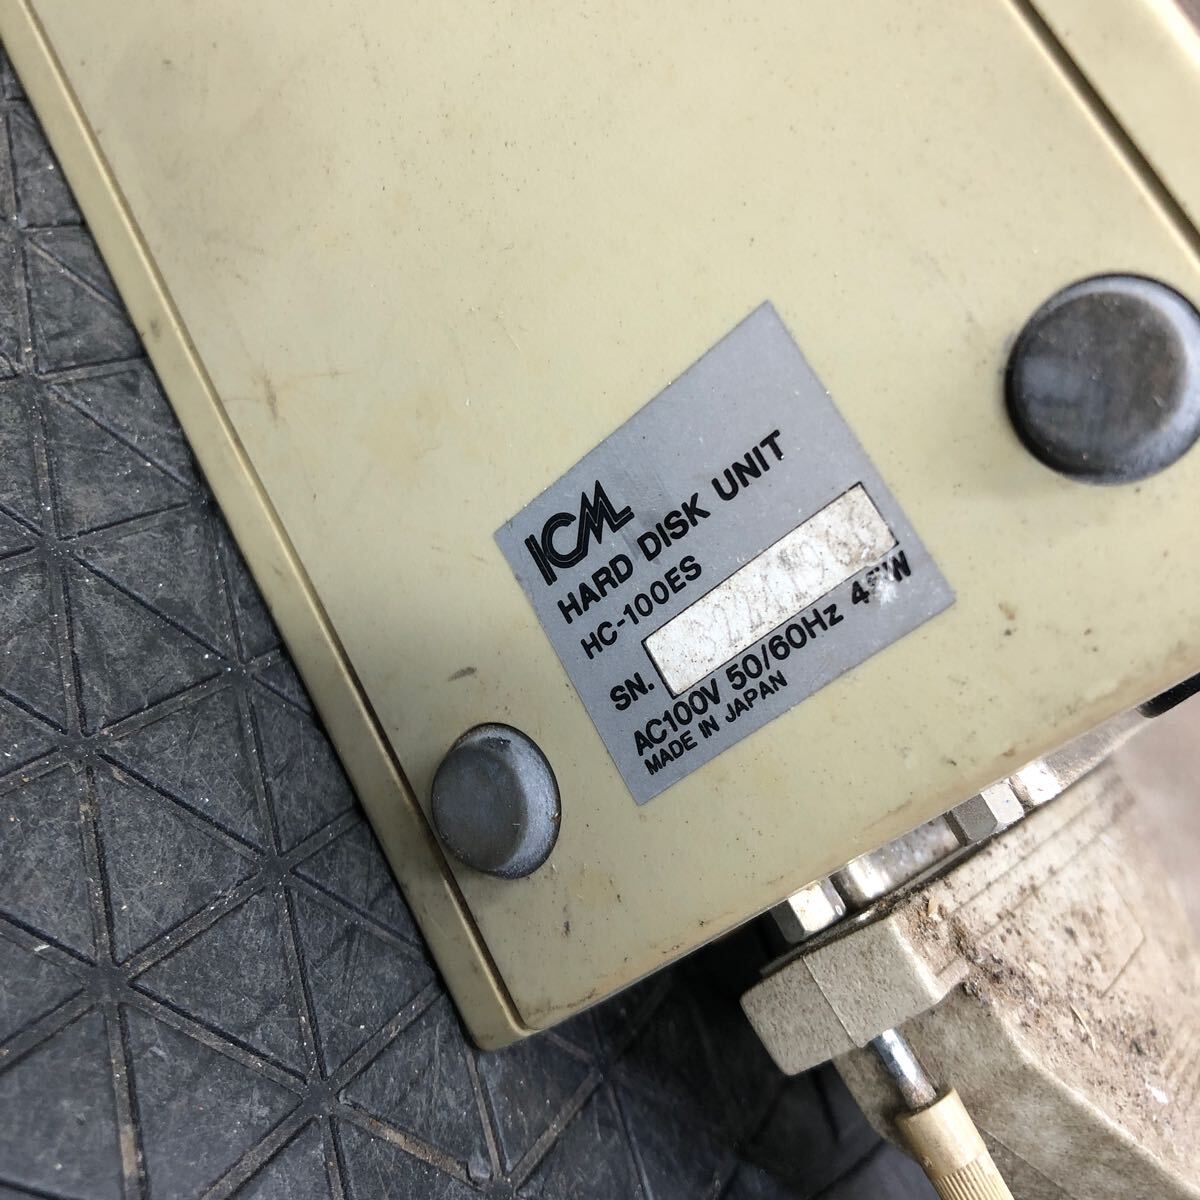 ICM
HARD DISK UNIT
HC-100ES
SN.
AC100V 50/60Hz
MADE IN JAPAN